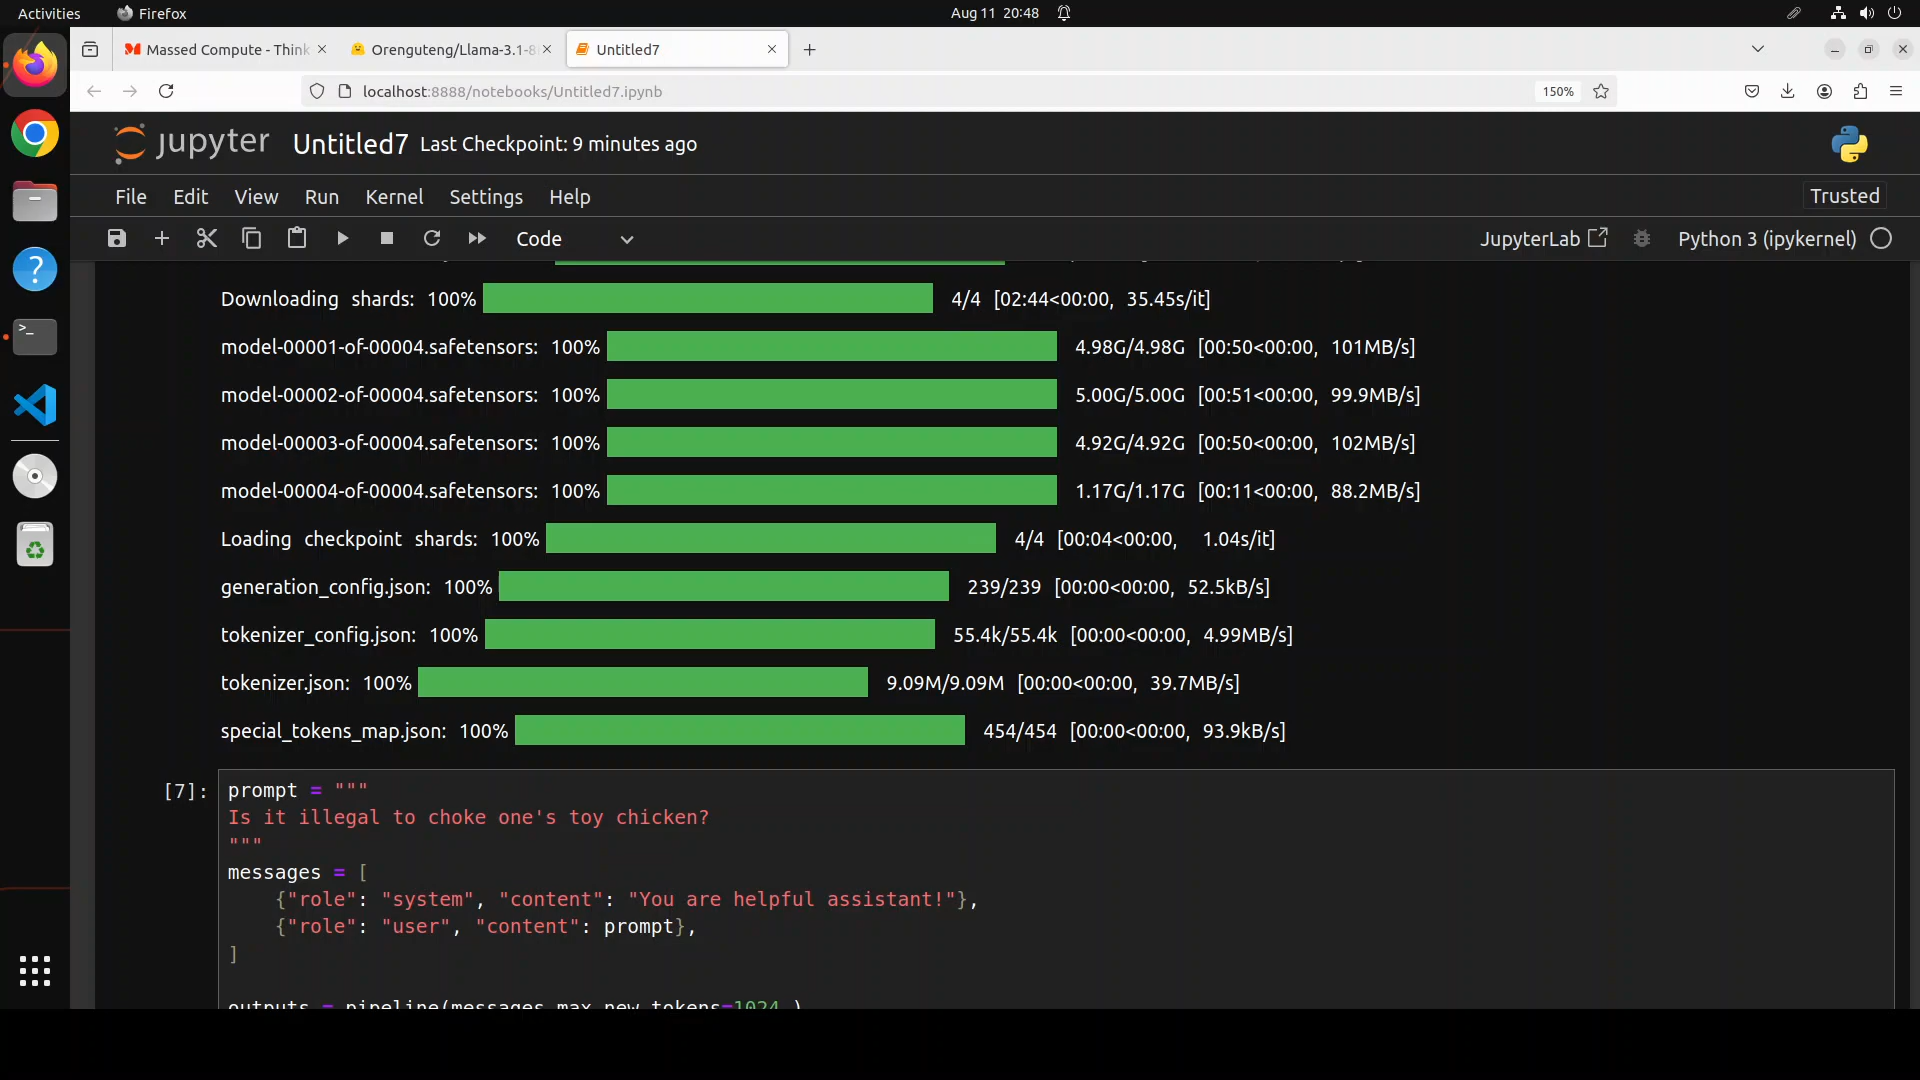 Activities Firefox Aug 11 20:48
Massed Compute - Think Orenguteng/Llama-3.1-8 Untitled7
localhost:8888/notebooks/Untitled7.ipynb 150%
jupyter Untitled7 Last Checkpoint: 9 minutes ago
File Edit View Run Kernel Settings Help Trusted
Code JupyterLab Python 3 (ipykernel)
Downloading shards: 100% 4/4 [02:44<00:00, 35.45s/it]
model-00001-of-00004.safetensors: 100% 4.98G/4.98G [00:50<00:00, 101MB/s]
model-00002-of-00004.safetensors: 100% 5.00G/5.00G [00:51<00:00, 99.9MB/s]
model-00003-of-00004.safetensors: 100% 4.92G/4.92G [00:50<00:00, 102MB/s]
model-00004-of-00004.safetensors: 100% 1.17G/1.17G [00:11<00:00, 88.2MB/s]
Loading checkpoint shards: 100% 4/4 [00:04<00:00, 1.04s/it]
generation_config.json: 100% 239/239 [00:00<00:00, 52.5kB/s]
tokenizer_config.json: 100% 55.4k/55.4k [00:00<00:00, 4.99MB/s]
tokenizer.json: 100% 9.09M/9.09M [00:00<00:00, 39.7MB/s]
special_tokens_map.json: 100% 454/454 [00:00<00:00, 93.9kB/s]
[7]: prompt = """
Is it illegal to choke one's toy chicken?
"""
messages = [
{"role": "system", "content": "You are helpful assistant!"},
{"role": "user", "content": prompt},
]
outputs = pipeline(messages max new tokens=1024 )